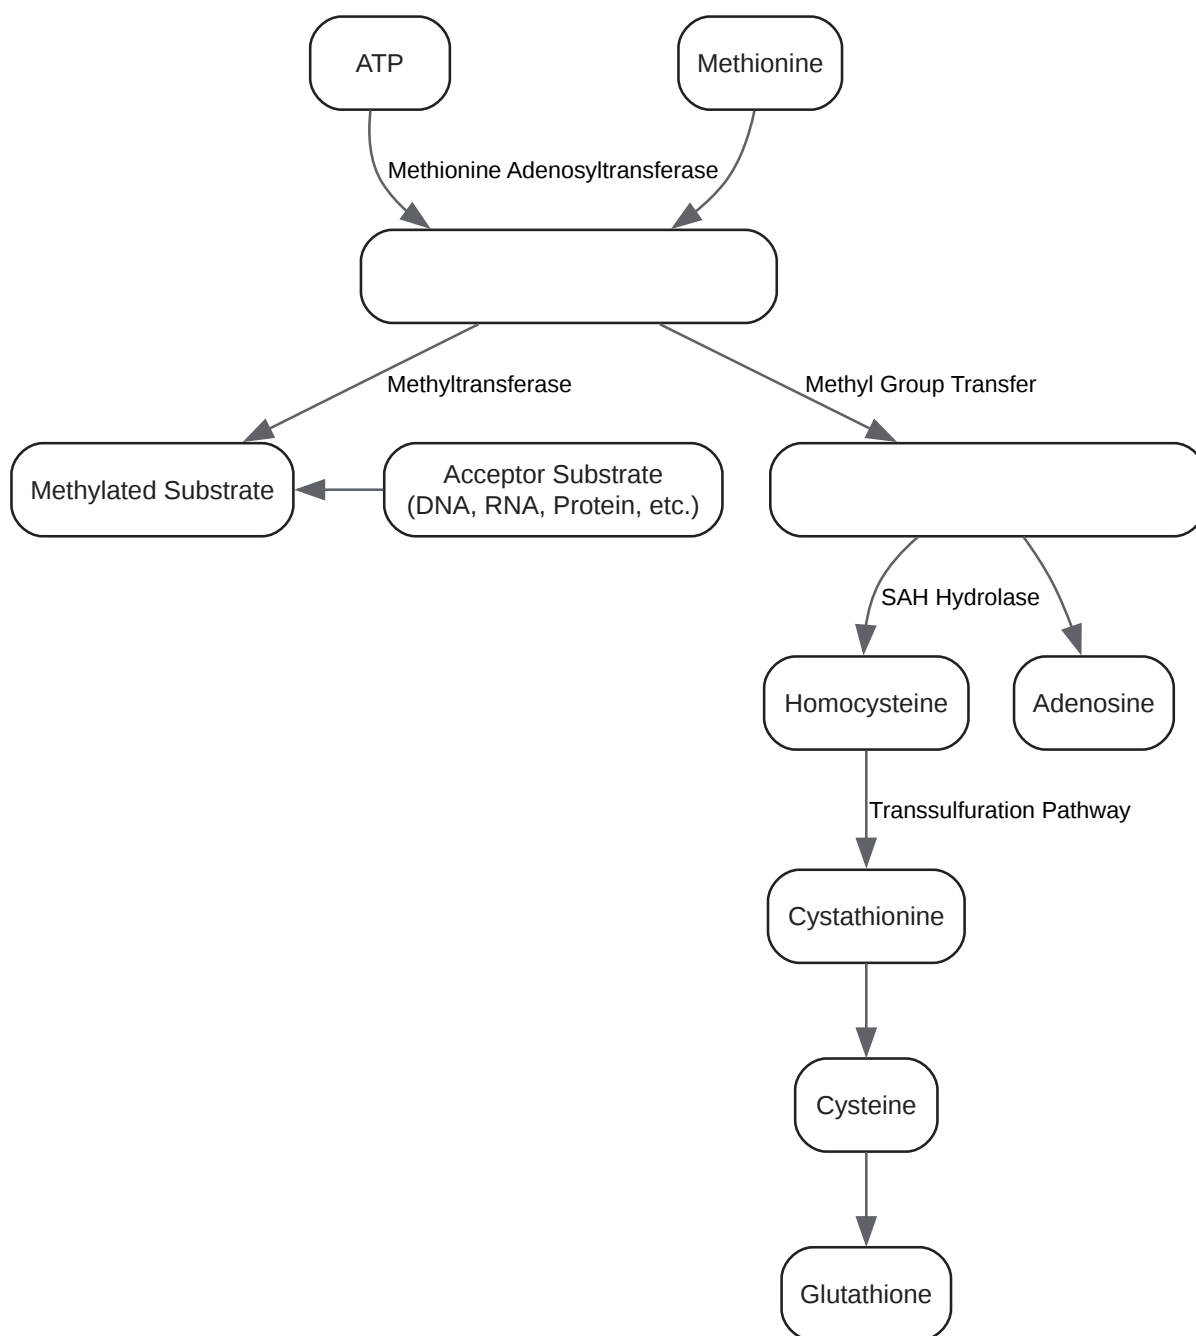 ATP
Methionine
Methionine Adenosyltransferase
Methyltransferase
Methyl Group Transfer
Methylated Substrate
Acceptor Substrate
(DNA, RNA, Protein, etc.)
SAH Hydrolase
Homocysteine
Adenosine
Transsulfuration Pathway
Cystathionine
Cysteine
Glutathione